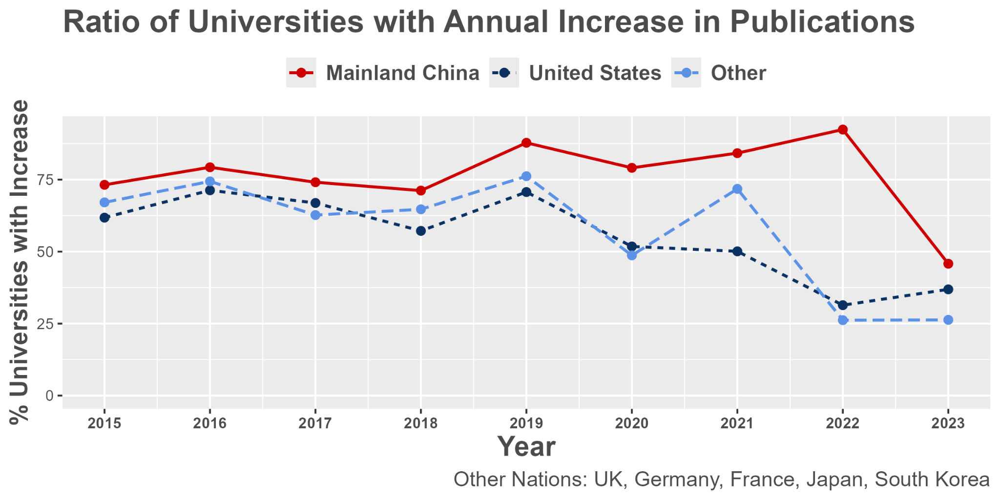 Ratio of Universities with Annual Increase in Publications
Mainland China United States Other
% Universities with Increase
75
50
25
0
2015 2016 2017 2018 2019 2020 2021 2022 2023
Year
Other Nations: UK, Germany, France, Japan, South Korea